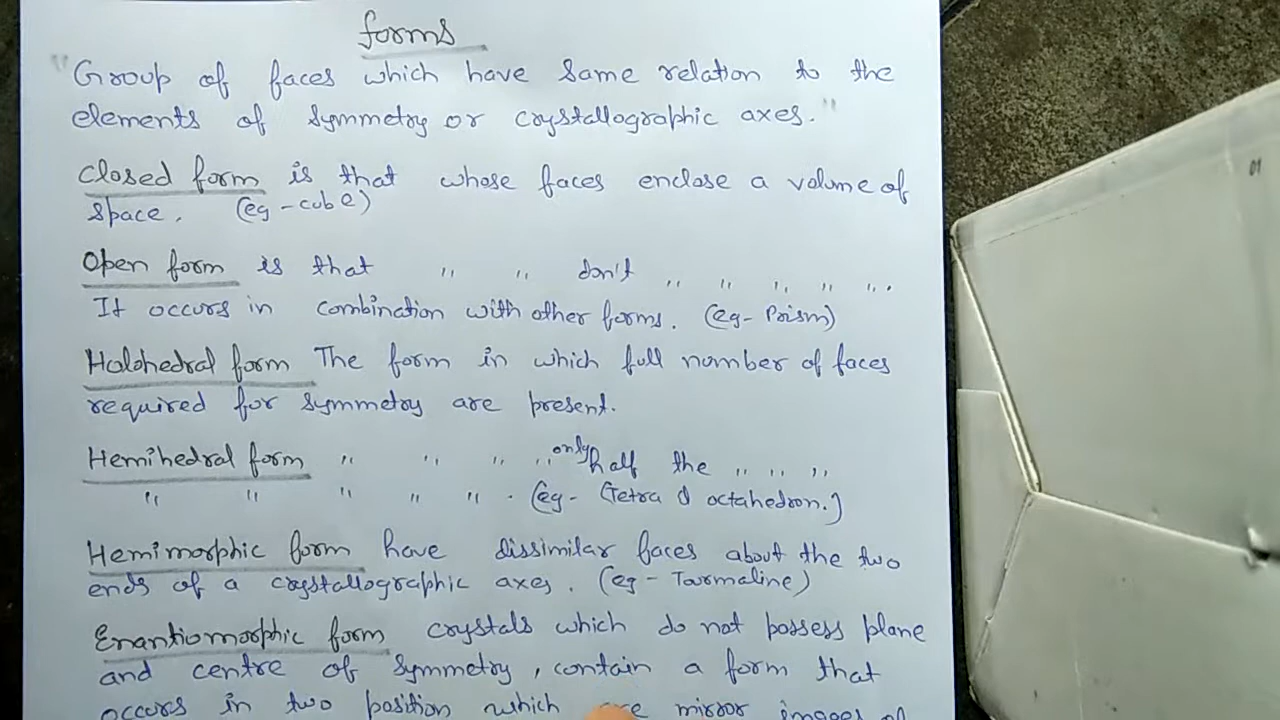 forms
"Group of faces which have same relation to the
elements of symmetry or crystallographic axes."
closed form is that whose faces enclose a volume of
space. (eg - cube)
Open form is that " " don't " " " " " .
It occurs in combination with other forms. (eg - Prism)
Holohedral form The form in which full number of faces
required for symmetry are present.
Hemihedral form " " " " only half the " " "
" " " " " . (eg - Tetra octahedron.)
Hemimorphic form have dissimilar faces about the two
ends of a crystallographic axes. (eg - Tourmaline)
Enantiomorphic form crystals which do not possess plane
and centre of symmetry, contain a form that
occurs in two position which are mirror images of
01